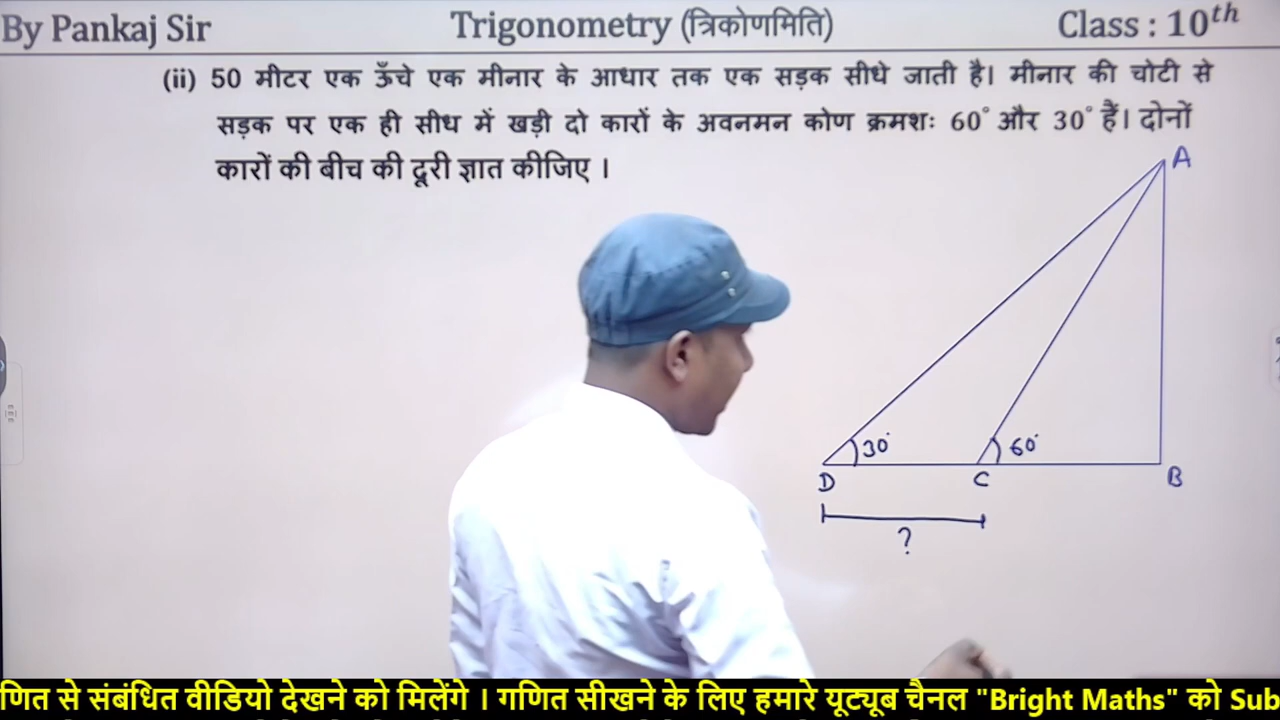 By Pankaj Sir Trigonometry (त्रिकोणमिति) Class : 10th
(ii) 50 मीटर एक ऊँचे एक मीनार के आधार तक एक सड़क सीधे जाती है। मीनार की चोटी से
सड़क पर एक ही सीध में खड़ी दो कारों के अवनमन कोण क्रमशः 60° और 30° हैं। दोनों
कारों की बीच की दूरी ज्ञात कीजिए ।
A
30° 60°
D C B
?
णित से संबंधित वीडियो देखने को मिलेंगे । गणित सीखने के लिए हमारे यूट्यूब चैनल "Bright Maths" को Sub